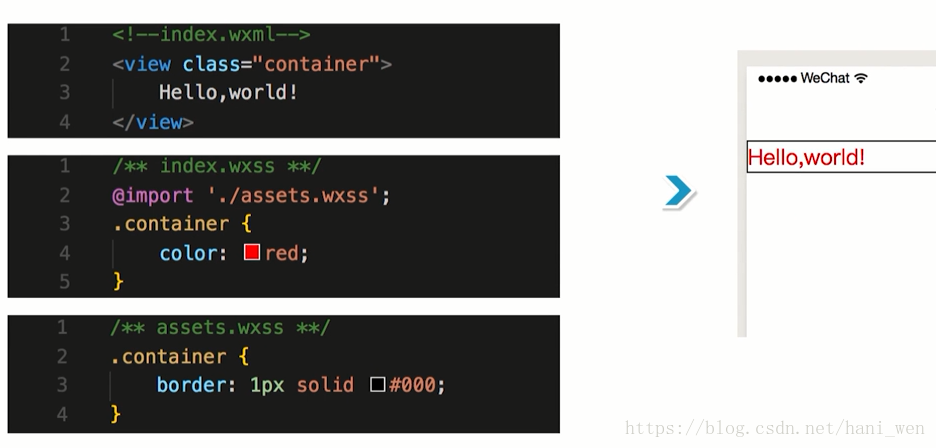 1 <!--index.wxml-->
2 <view class="container">
3 Hello,world!
4 </view>
1 /** index.wxss **/
2 @import './assets.wxss';
3 .container {
4 color: red;
5 }
1 /** assets.wxss **/
2 .container {
3 border: 1px solid #000;
4 }
WeChat
Hello,world!
https://blog.csdn.net/hani_wen